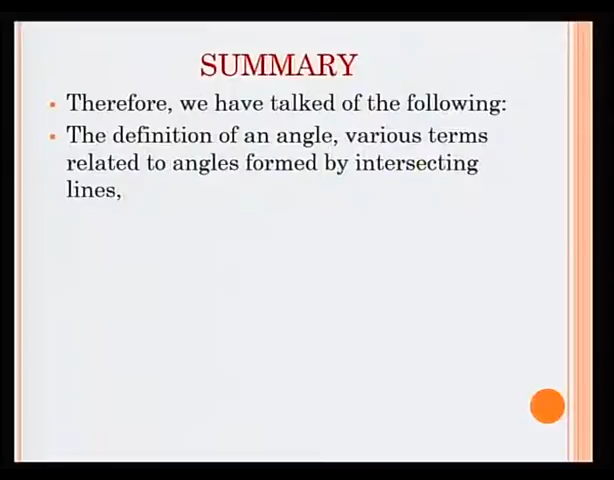 SUMMARY
Therefore, we have talked of the following:
The definition of an angle, various terms
related to angles formed by intersecting
lines,